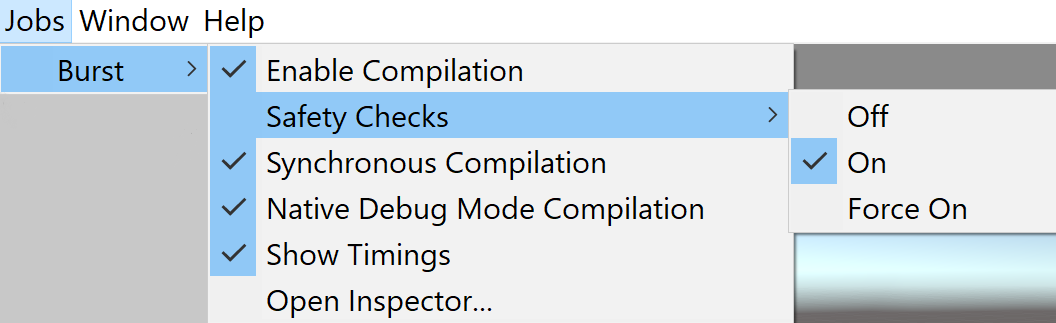 Jobs Window Help
Burst
Enable Compilation
Safety Checks
Synchronous Compilation
Native Debug Mode Compilation
Show Timings
Open Inspector...
Off
On
Force On